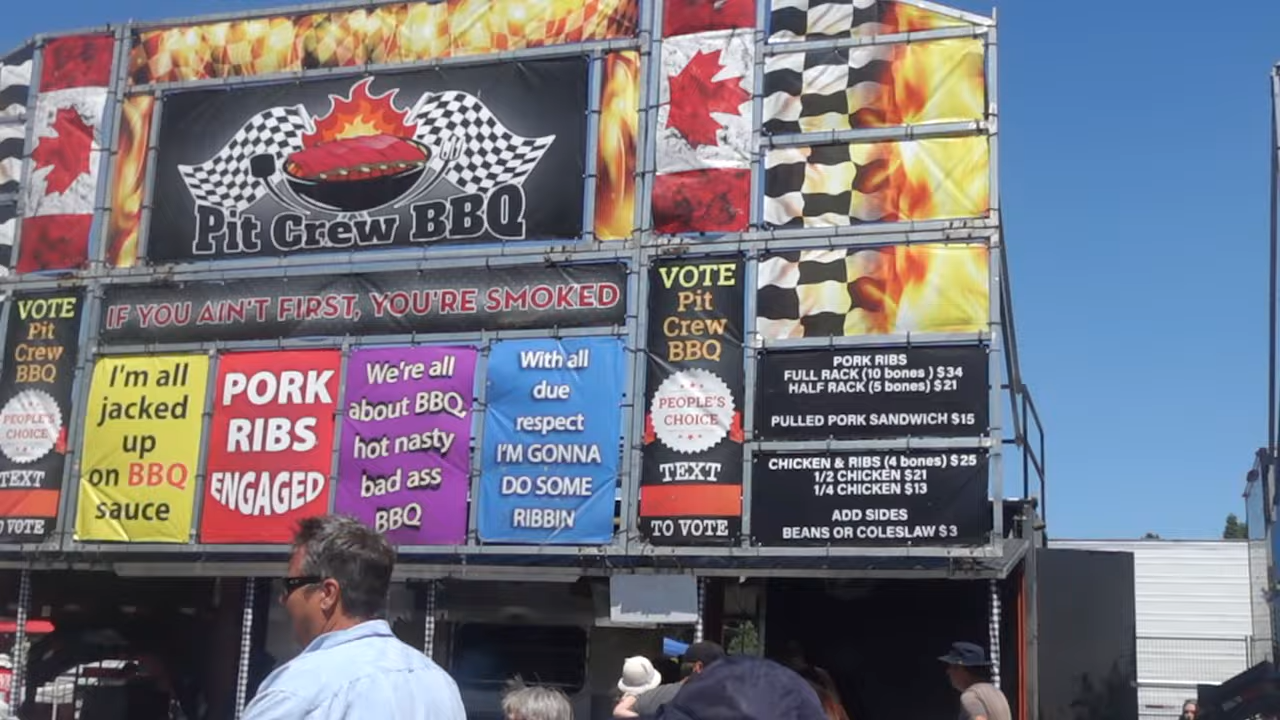 Pit Crew BBQ
IF YOU AIN'T FIRST, YOU'RE SMOKED
VOTE
Pit
Crew
BBQ
PEOPLE'S
CHOICE
TEXT
TO VOTE
I'm all
jacked
up
on BBQ
sauce
PORK
RIBS
ENGAGED
We're all
about BBQ,
hot nasty
bad ass
BBQ
With all
due
respect
I'M GONNA
DO SOME
RIBBIN
VOTE
Pit
Crew
BBQ
PEOPLE'S
CHOICE
TEXT
TO VOTE
PORK RIBS
FULL RACK (10 bones ) $34
HALF RACK (5 bones) $21
PULLED PORK SANDWICH $15
CHICKEN & RIBS (4 bones) $25
1/2 CHICKEN $21
1/4 CHICKEN $13
ADD SIDES
BEANS OR COLESLAW $3